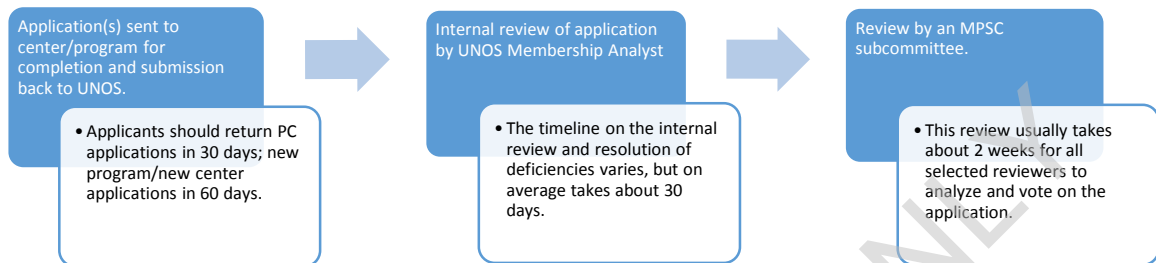 Application(s) sent to
center/program for
completion and submission
back to UNOS.
• Applicants should return PC
applications in 30 days; new
program/new center
applications in 60 days.
Internal review of application
by UNOS Membership Analyst
• The timeline on the internal
review and resolution of
deficiencies varies, but on
average takes about 30
days.
Review by an MPSC
subcommittee.
• This review usually takes
about 2 weeks for all
selected reviewers to
analyze and vote on the
application.